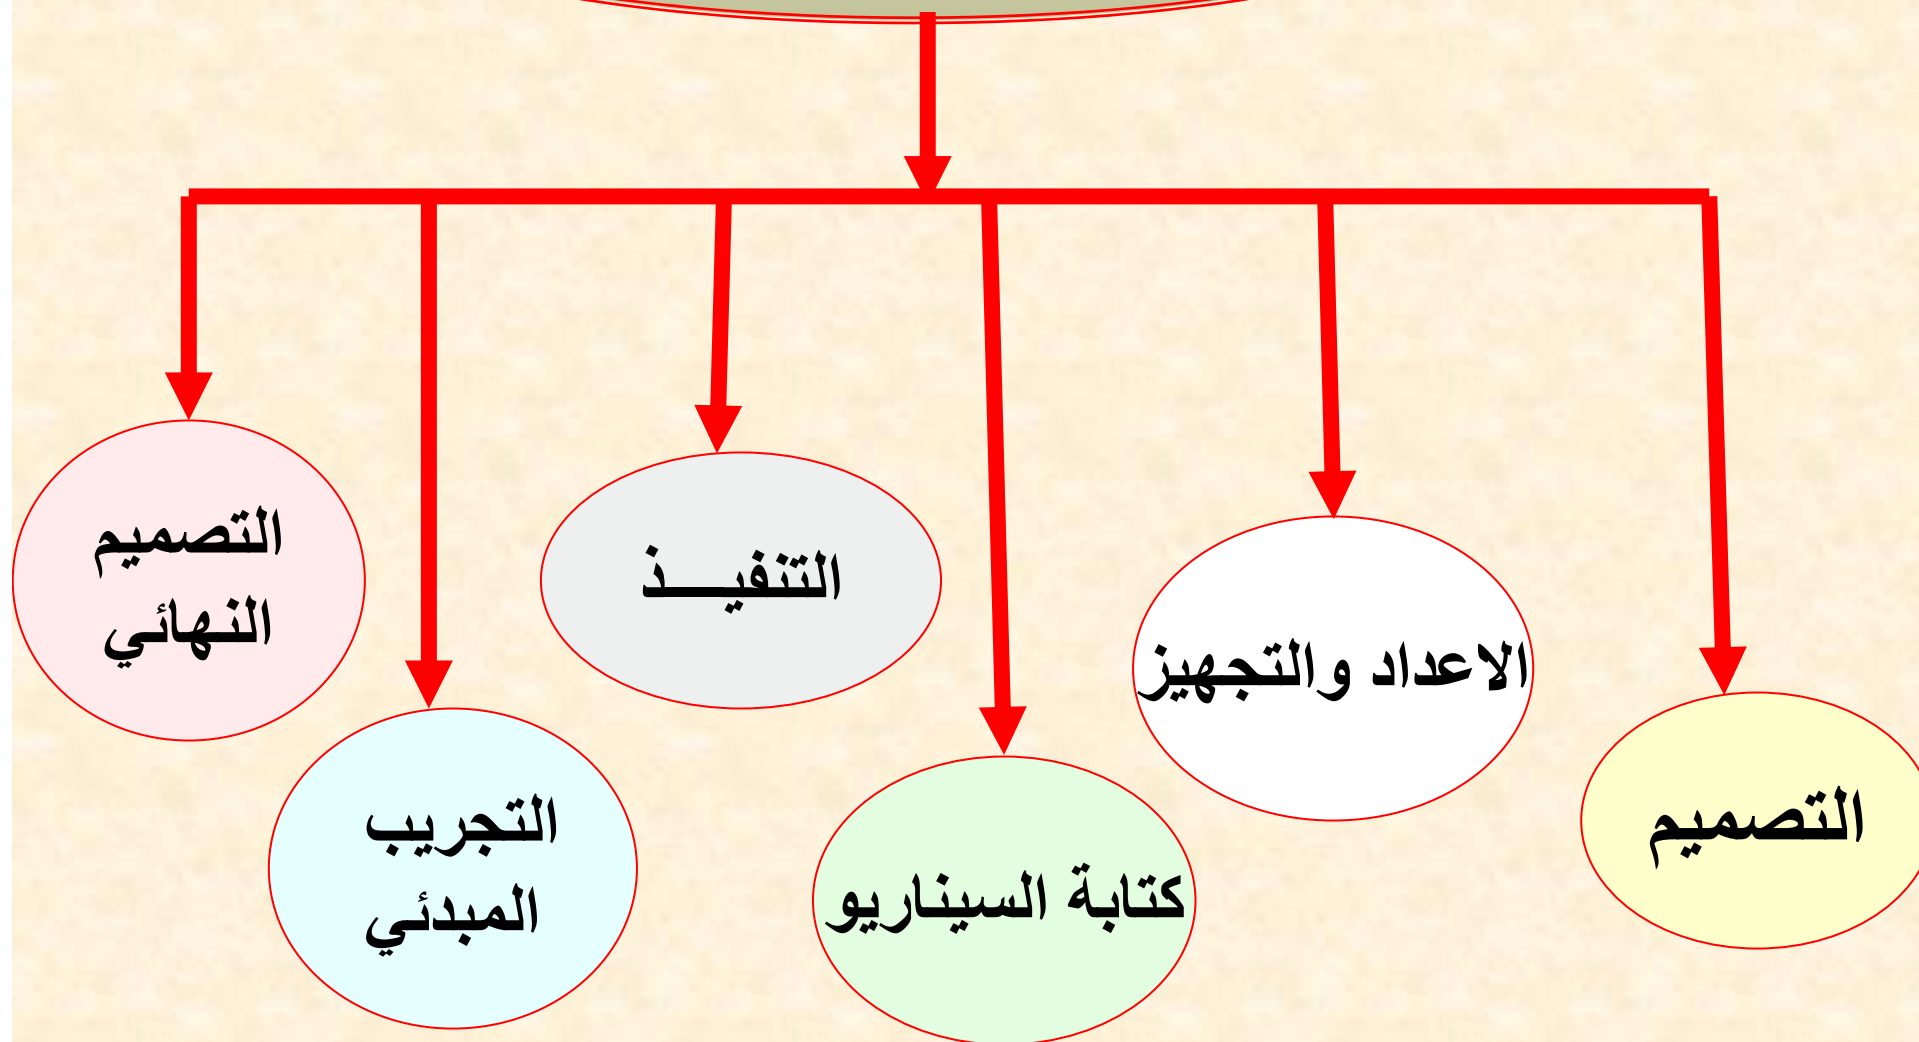 التصميم
الاعداد والتجهيز
كتابة السيناريو
التنفيـــذ
التجريب
المبدئي
التصميم
النهائي